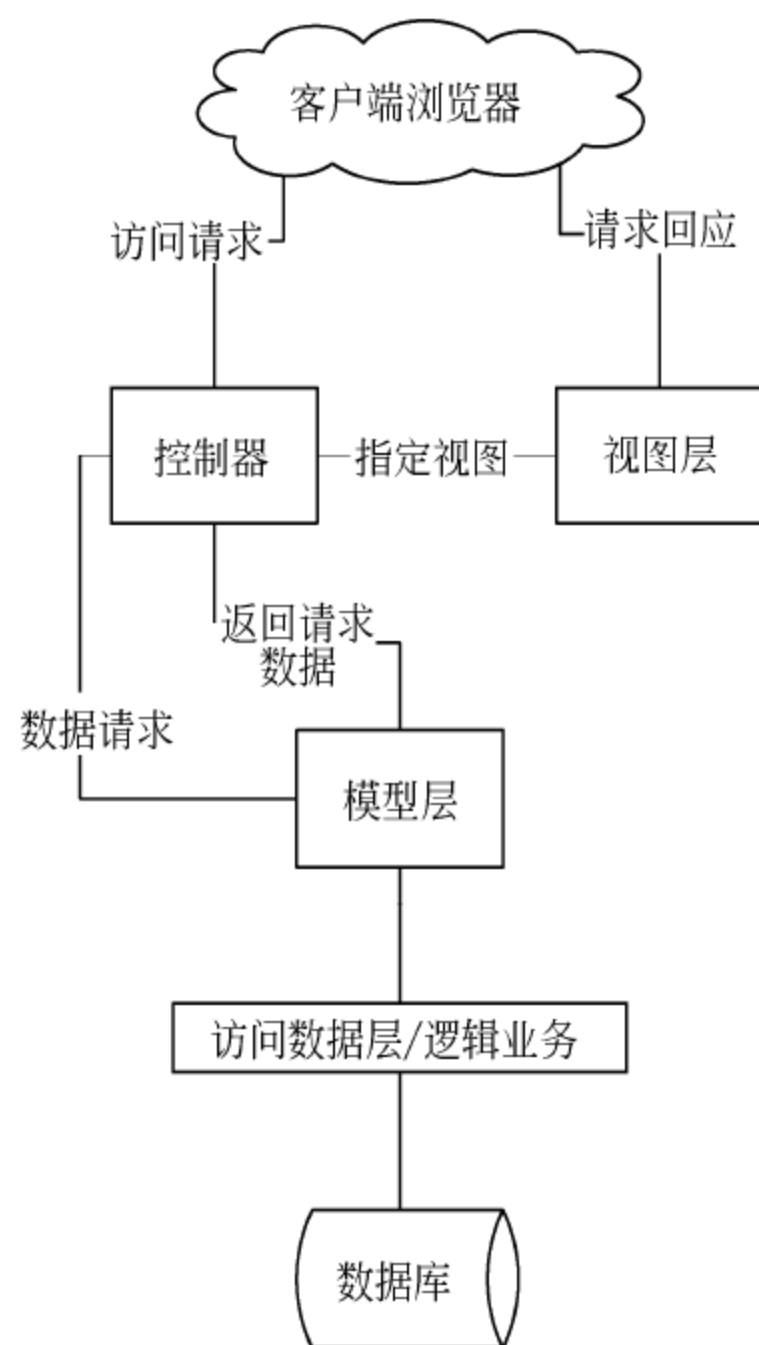 客户端浏览器
访问请求
请求回应
控制器
指定视图
视图层
返回请求
数据
数据请求
模型层
访问数据层/逻辑业务
数据库